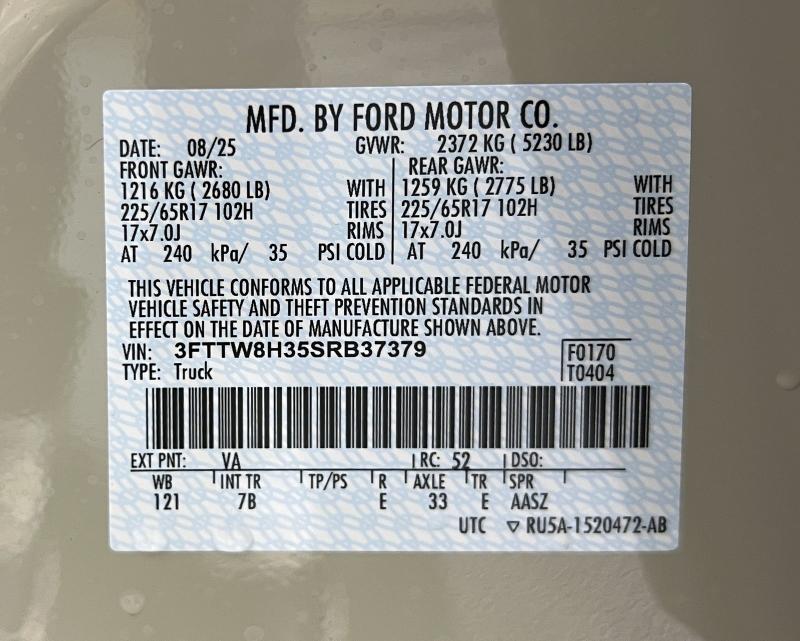 MFD. BY FORD MOTOR CO.
DATE: 08/25 GVWR: 2372 KG ( 5230 LB)
FRONT GAWR: REAR GAWR:
1216 KG ( 2680 LB) WITH 1259 KG ( 2775 LB) WITH
225/65R17 102H TIRES 225/65R17 102H TIRES
17x7.0J RIMS 17x7.0J RIMS
AT 240 kPa/ 35 PSI COLD AT 240 kPa/ 35 PSI COLD
THIS VEHICLE CONFORMS TO ALL APPLICABLE FEDERAL MOTOR
VEHICLE SAFETY AND THEFT PREVENTION STANDARDS IN
EFFECT ON THE DATE OF MANUFACTURE SHOWN ABOVE.
VIN: 3FTTW8H35SRB37379 F0170
TYPE: Truck T0404
EXT PNT: VA RC: 52 DSO:
WB INT TR TP/PS R AXLE TR SPR
121 7B E 33 E AASZ
UTC ▽ RU5A-1520472-AB